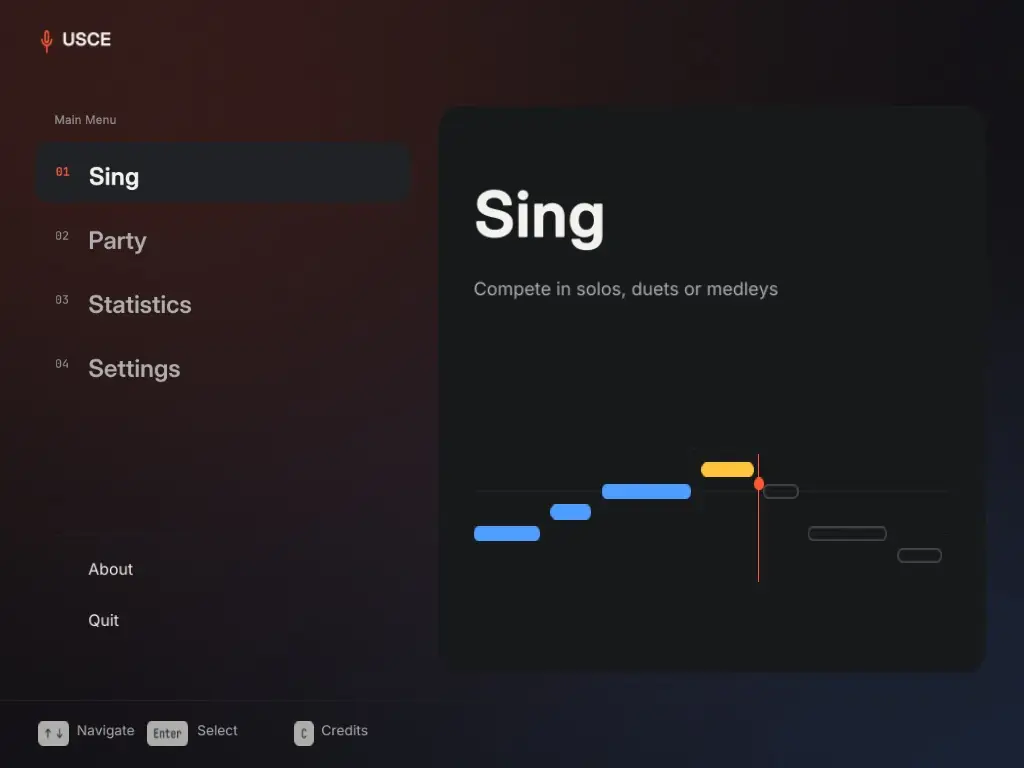 USCE
Main Menu
01 Sing
02 Party
03 Statistics
04 Settings
About
Quit
Sing
Compete in solos, duets or medleys
↑ ↓ Navigate Enter Select C Credits